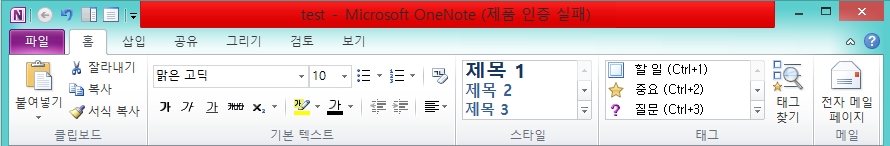 test - Microsoft OneNote (제품 인증 실패)
파일 홈 삽입 공유 그리기 검토 보기
붙여넣기
잘라내기
복사
서식 복사
클립보드
맑은 고딕 10
가 가 가 가나다 X₂ 가나 가
기본 텍스트
제목 1
제목 2
제목 3
스타일
할 일 (Ctrl+1)
중요 (Ctrl+2)
질문 (Ctrl+3)
태그
찾기
태그
전자 메일
페이지
메일